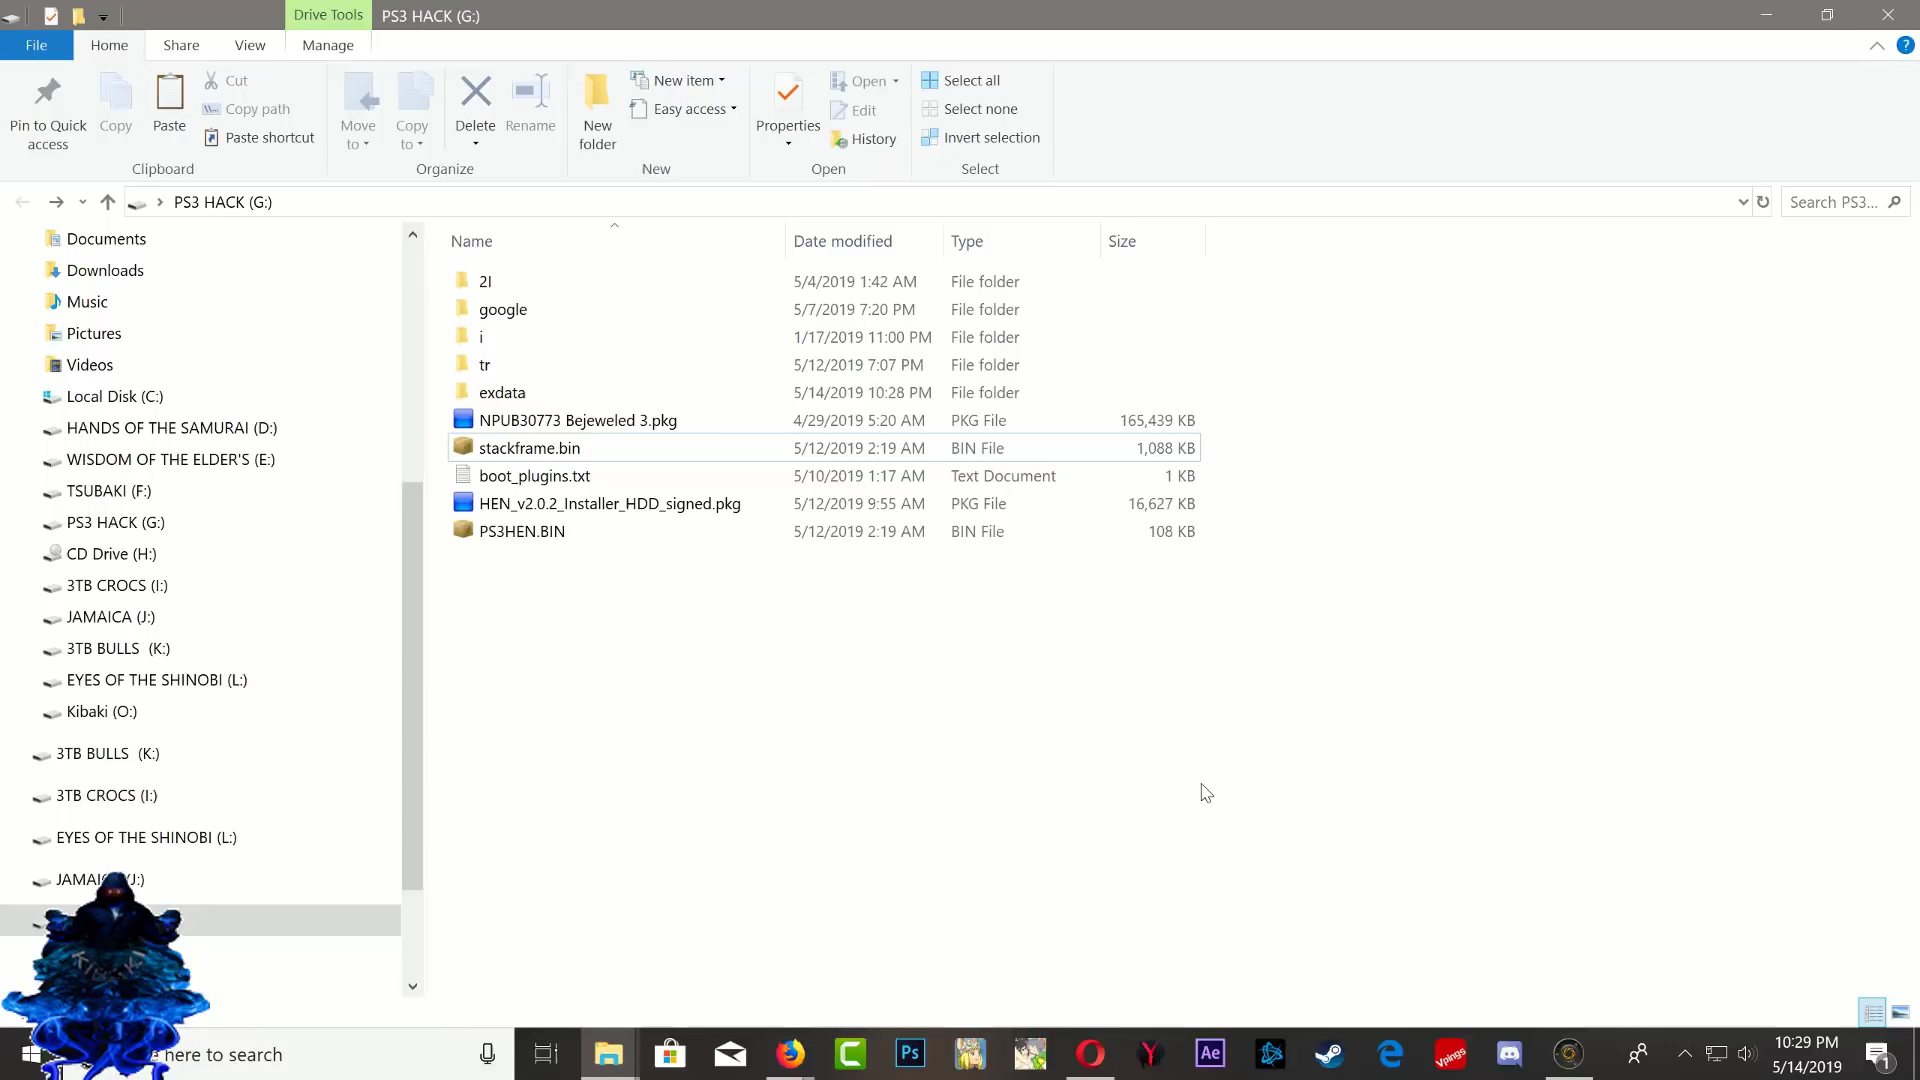 Drive Tools
PS3 HACK (G:)
File
Home
Share
View
Manage
Pin to Quick access
Copy
Paste
Cut
Copy path
Paste shortcut
Clipboard
Move to
Copy to
Delete
Rename
Organize
New folder
New item
Easy access
New
Properties
Open
Edit
History
Open
Select all
Select none
Invert selection
Select
PS3 HACK (G:)
Search PS3...
Documents
Downloads
Music
Pictures
Videos
Local Disk (C:)
HANDS OF THE SAMURAI (D:)
WISDOM OF THE ELDER'S (E:)
TSUBAKI (F:)
PS3 HACK (G:)
CD Drive (H:)
3TB CROCS (I:)
JAMAICA (J:)
3TB BULLS (K:)
EYES OF THE SHINOBI (L:)
Kibaki (O:)
3TB BULLS (K:)
3TB CROCS (I:)
EYES OF THE SHINOBI (L:)
J:)
Name Date modified Type Size
2I 5/4/2019 1:42 AM File folder
google 5/7/2019 7:20 PM File folder
i 1/17/2019 11:00 PM File folder
tr 5/12/2019 7:07 PM File folder
exdata 5/14/2019 10:28 PM File folder
NPUB30773 Bejeweled 3.pkg 4/29/2019 5:20 AM PKG File 165,439 KB
stackframe.bin 5/12/2019 2:19 AM BIN File 1,088 KB
boot_plugins.txt 5/10/2019 1:17 AM Text Document 1 KB
HEN_v2.0.2_Installer_HDD_signed.pkg 5/12/2019 9:55 AM PKG File 16,627 KB
PS3HEN.BIN 5/12/2019 2:19 AM BIN File 108 KB
here to search
Ps
Ae
Vpings
10:29 PM
5/14/2019
1